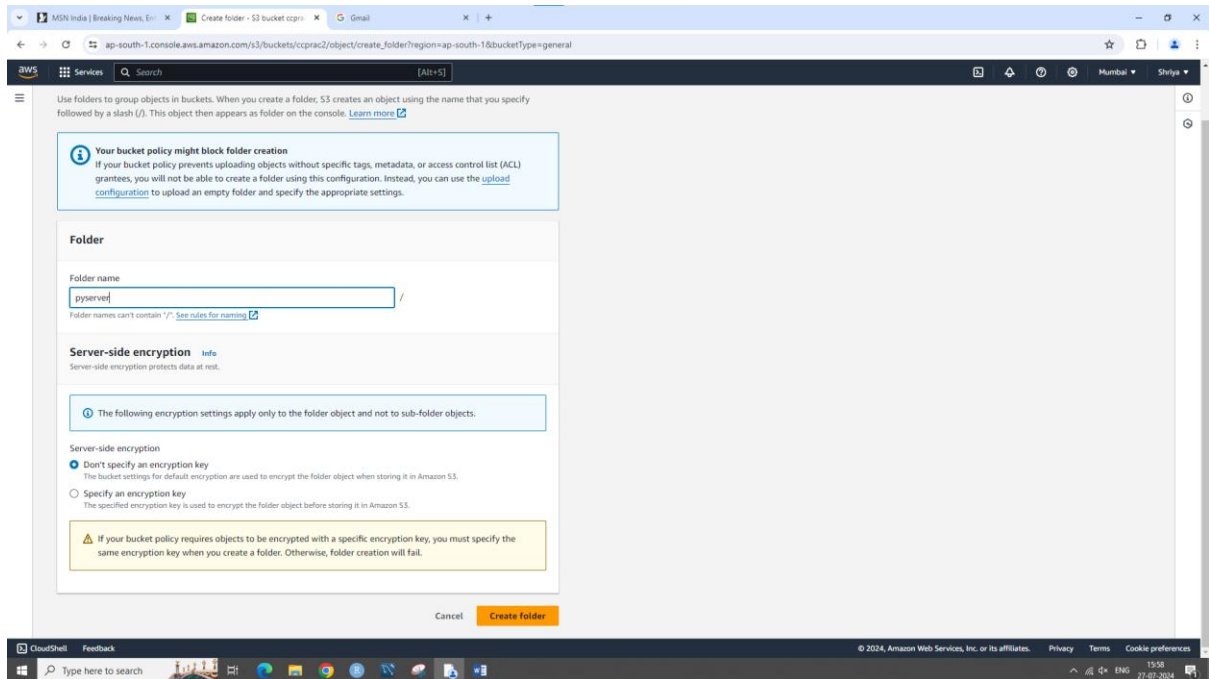 MSN India | Breaking News, En
Create folder - S3 bucket ccpra
Gmail
ap-south-1.console.aws.amazon.com/s3/buckets/ccprac2/object/create_folder?region=ap-south-1&bucketType=general
aws
Services
Search
[Alt+S]
Mumbai
Shriya
Use folders to group objects in buckets. When you create a folder, S3 creates an object using the name that you specify
followed by a slash (/). This object then appears as folder on the console. Learn more
Your bucket policy might block folder creation
If your bucket policy prevents uploading objects without specific tags, metadata, or access control list (ACL)
grantees, you will not be able to create a folder using this configuration. Instead, you can use the upload
configuration to upload an empty folder and specify the appropriate settings.
Folder
Folder name
pyserver
/
Folder names can't contain "/". See rules for naming
Server-side encryption Info
Server-side encryption protects data at rest.
The following encryption settings apply only to the folder object and not to sub-folder objects.
Server-side encryption
Don't specify an encryption key
The bucket settings for default encryption are used to encrypt the folder object when storing it in Amazon S3.
Specify an encryption key
The specified encryption key is used to encrypt the folder object before storing it in Amazon S3.
If your bucket policy requires objects to be encrypted with a specific encryption key, you must specify the
same encryption key when you create a folder. Otherwise, folder creation will fail.
Cancel
Create folder
CloudShell Feedback
© 2024, Amazon Web Services, Inc. or its affiliates. Privacy Terms Cookie preferences
Type here to search
ENG
15:58
27-07-2024